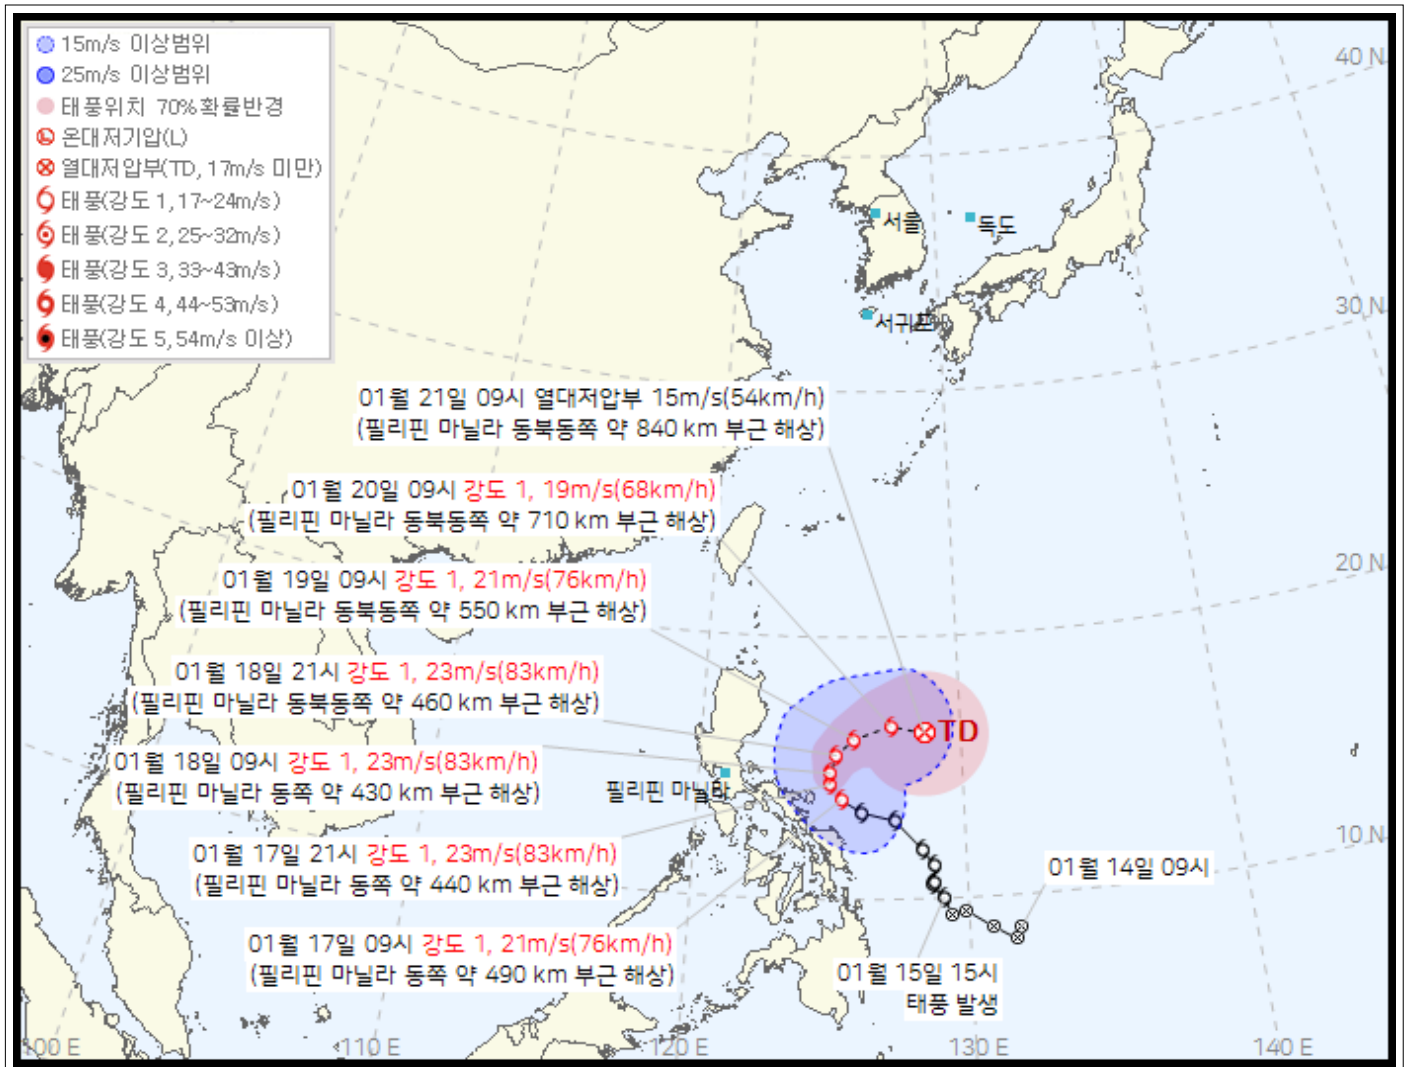 15m/s 이상범위
25m/s 이상범위
태풍위치 70%확률반경
온대저기압(L)
열대저압부(TD, 17m/s 미만)
태풍(강도 1, 17~24m/s)
태풍(강도 2, 25~32m/s)
태풍(강도 3, 33~43m/s)
태풍(강도 4, 44~53m/s)
태풍(강도 5, 54m/s 이상)
40 N
서울
독도
30 N
서귀포
01월 21일 09시 열대저압부 15m/s(54km/h)
(필리핀 마닐라 동북동쪽 약 840 km 부근 해상)
01월 20일 09시 강도 1, 19m/s(68km/h)
(필리핀 마닐라 동북동쪽 약 710 km 부근 해상)
20 N
01월 19일 09시 강도 1, 21m/s(76km/h)
(필리핀 마닐라 동북동쪽 약 550 km 부근 해상)
01월 18일 21시 강도 1, 23m/s(83km/h)
(필리핀 마닐라 동북동쪽 약 460 km 부근 해상)
TD
01월 18일 09시 강도 1, 23m/s(83km/h)
(필리핀 마닐라 동쪽 약 430 km 부근 해상)
필리핀 마닐라
10 N
01월 17일 21시 강도 1, 23m/s(83km/h)
(필리핀 마닐라 동쪽 약 440 km 부근 해상)
01월 14일 09시
01월 17일 09시 강도 1, 21m/s(76km/h)
(필리핀 마닐라 동쪽 약 490 km 부근 해상)
01월 15일 15시
태풍 발생
100 E
110 E
120 E
130 E
140 E